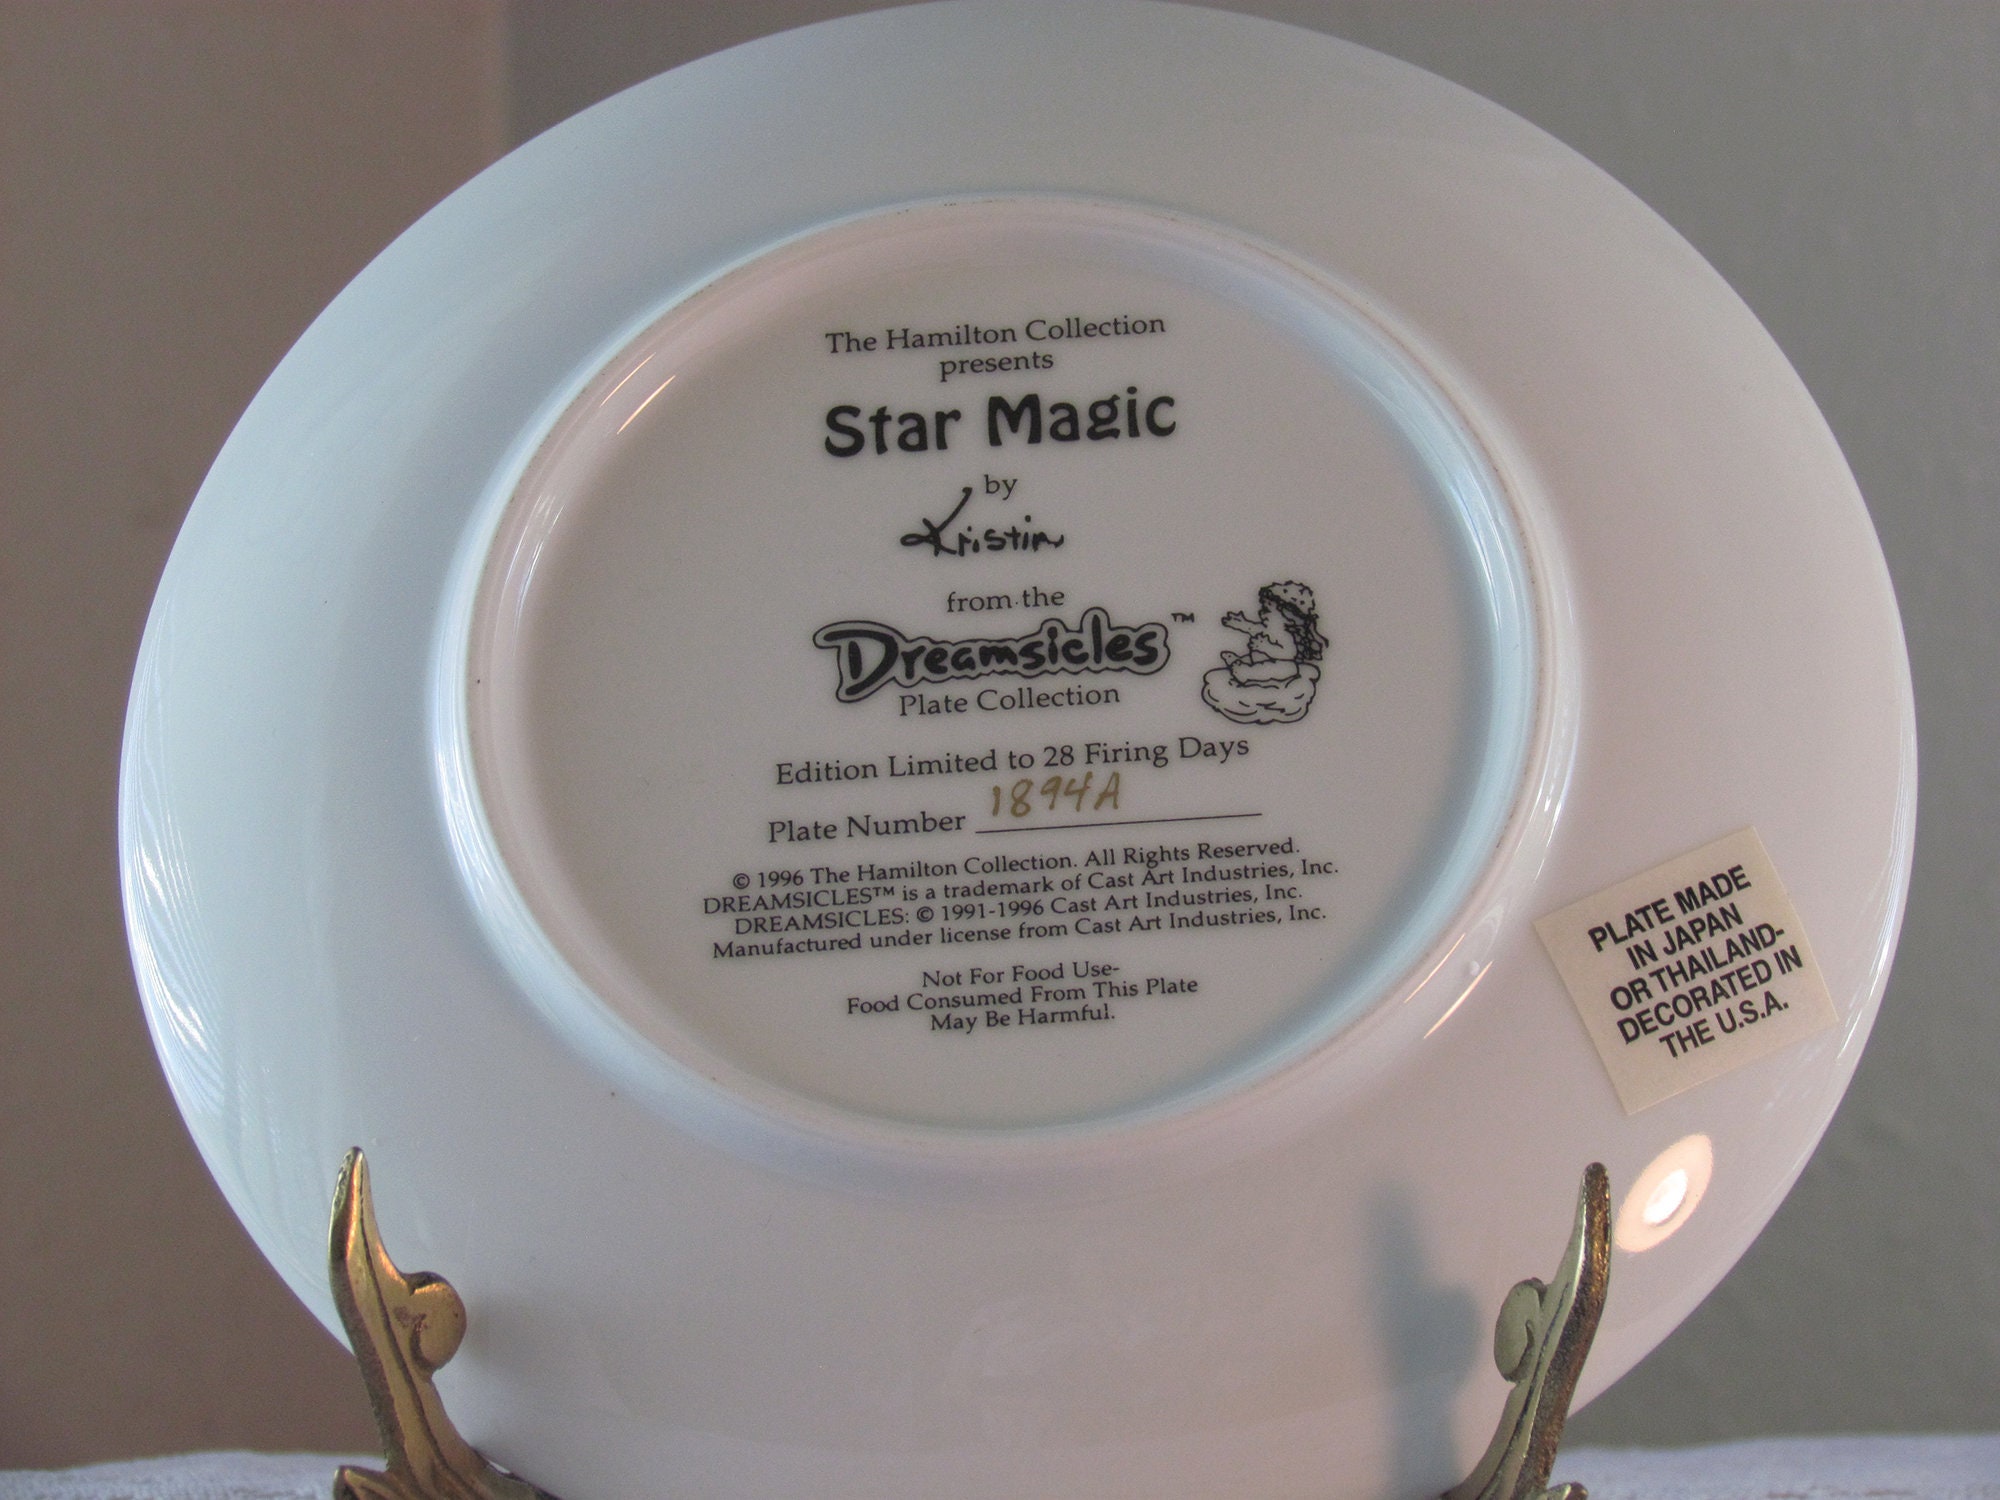 The Hamilton Collection
presents
Star Magic
by
Kristin
from the
Dreamsicles™
Plate Collection
Edition Limited to 28 Firing Days
Plate Number 1894A
© 1996 The Hamilton Collection. All Rights Reserved.
DREAMSICLES™ is a trademark of Cast Art Industries, Inc.
DREAMSICLES: © 1991-1996 Cast Art Industries, Inc.
Manufactured under license from Cast Art Industries, Inc.
Not For Food Use-
Food Consumed From This Plate
May Be Harmful.
PLATE MADE
IN JAPAN
OR THAILAND-
DECORATED IN
THE U.S.A.